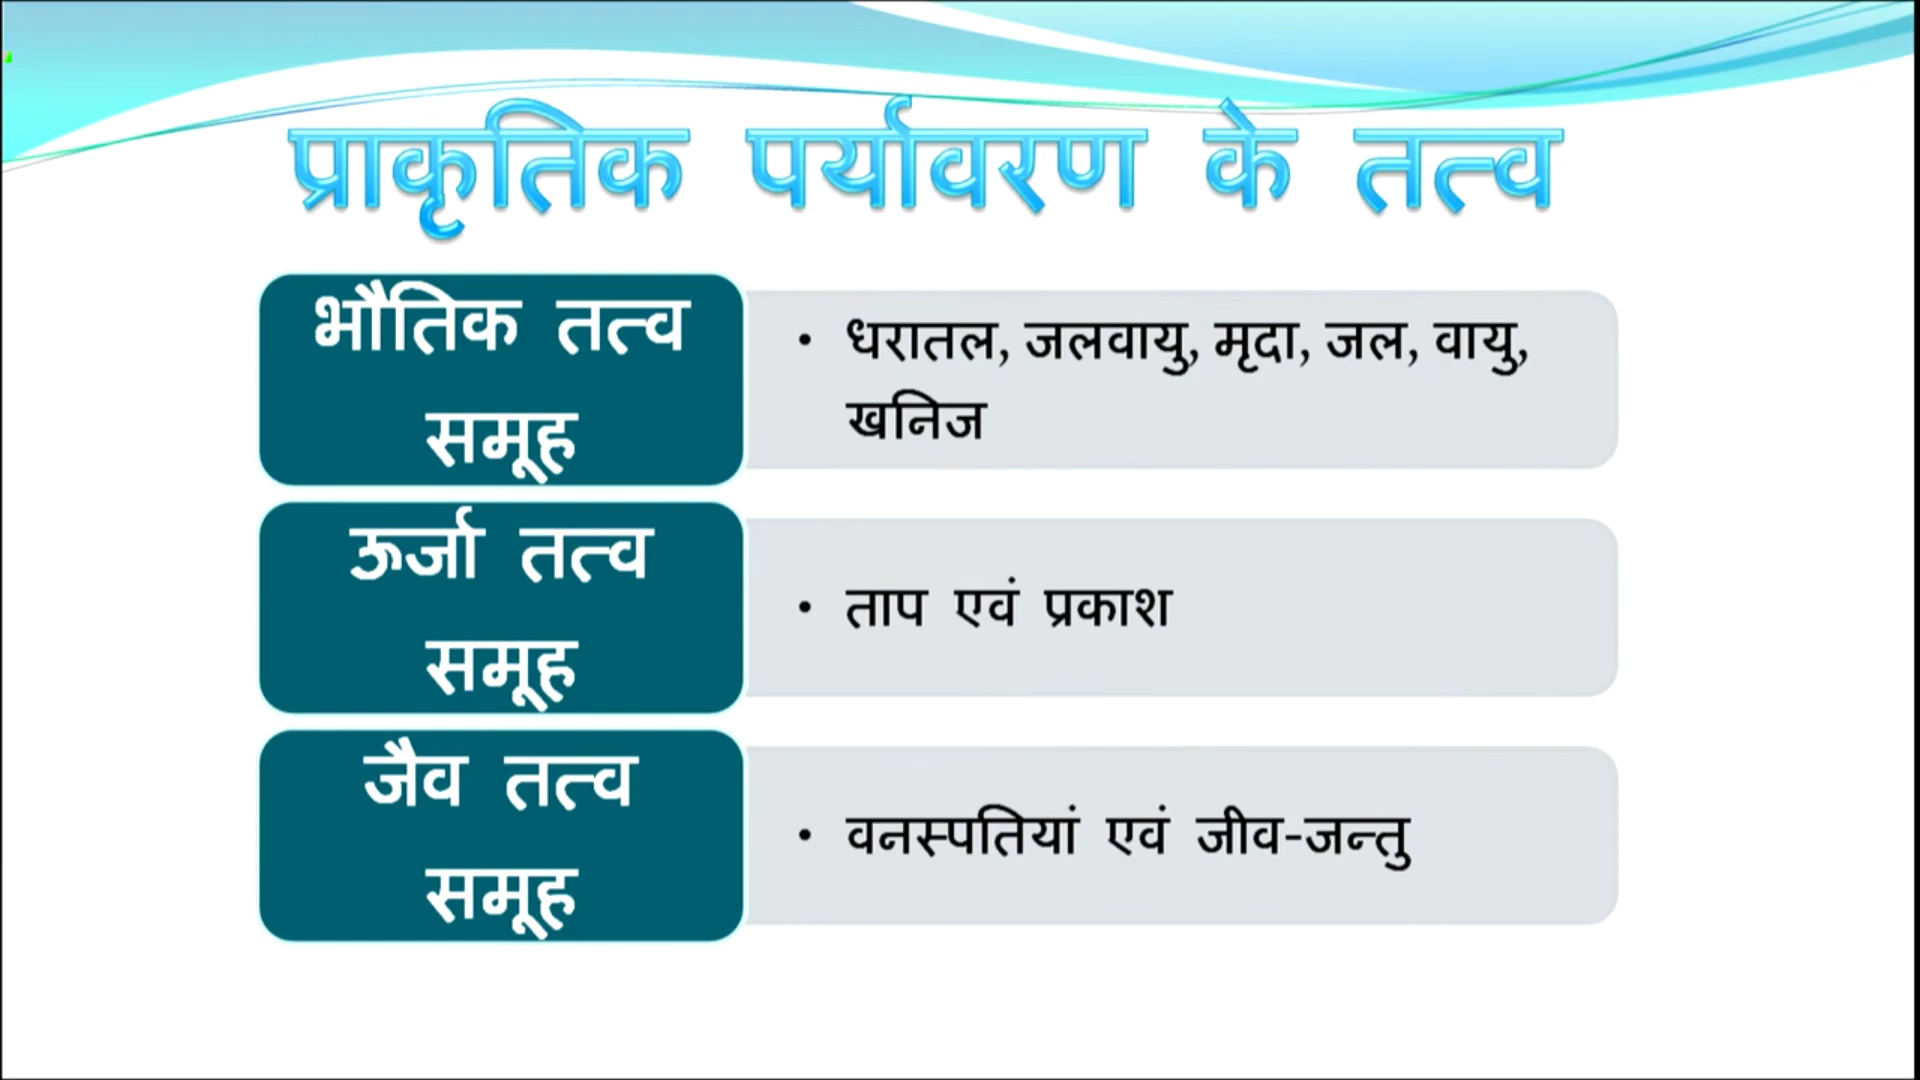 प्राकृतिक पर्यावरण के तत्व
भौतिक तत्व
समूह
• धरातल, जलवायु, मृदा, जल, वायु,
खनिज
ऊर्जा तत्व
समूह
• ताप एवं प्रकाश
जैव तत्व
समूह
• वनस्पतियां एवं जीव-जन्तु